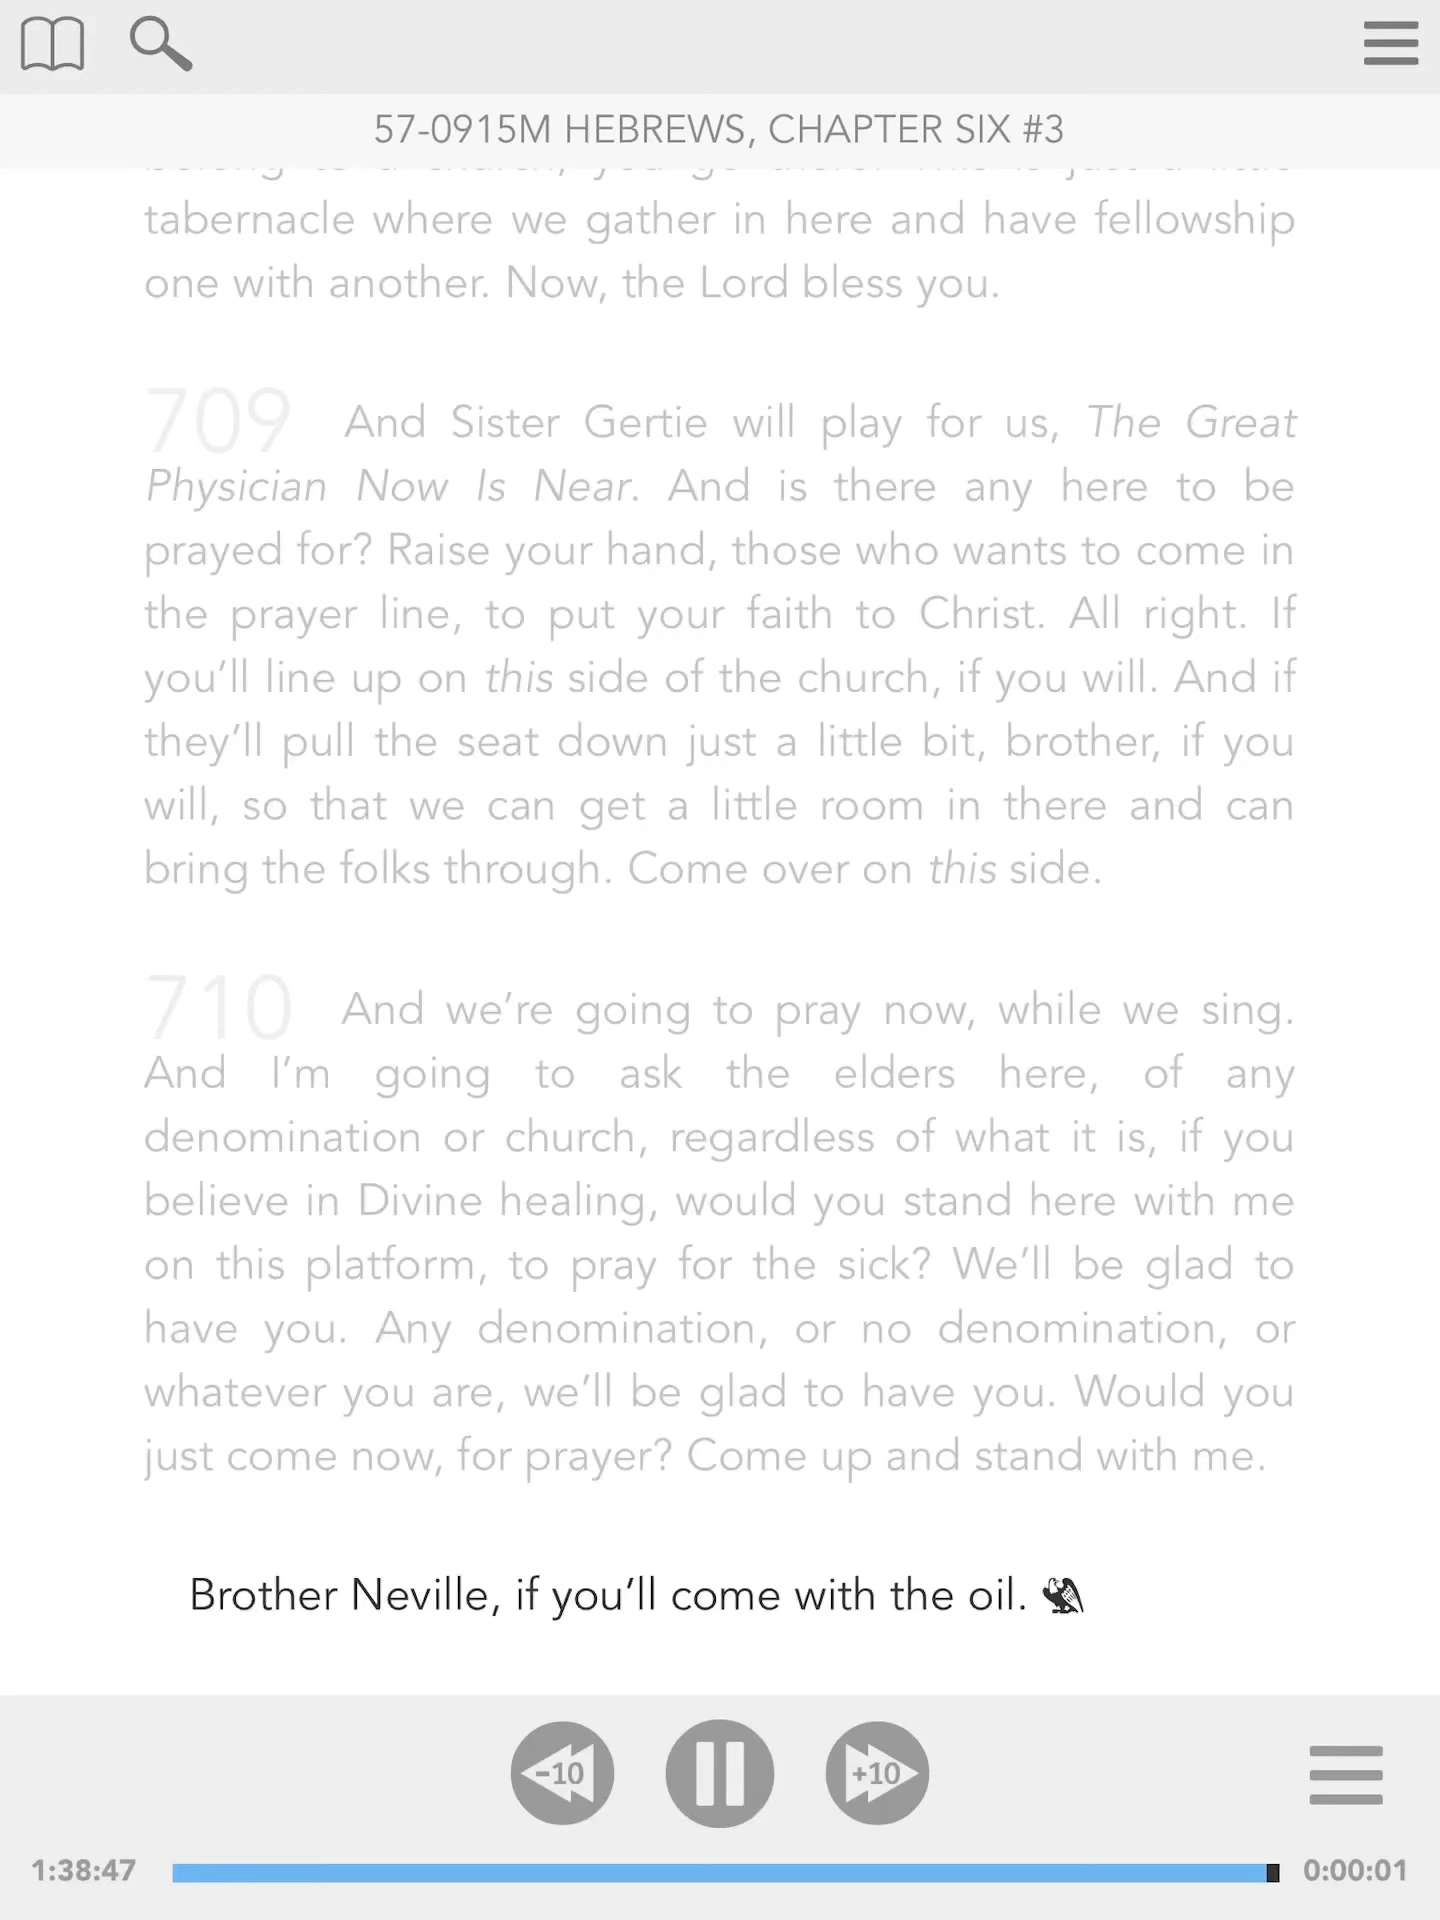 57-0915M HEBREWS, CHAPTER SIX #3
tabernacle where we gather in here and have fellowship
one with another. Now, the Lord bless you.
709 And Sister Gertie will play for us, The Great
Physician Now Is Near. And is there any here to be
prayed for? Raise your hand, those who wants to come in
the prayer line, to put your faith to Christ. All right. If
you’ll line up on this side of the church, if you will. And if
they’ll pull the seat down just a little bit, brother, if you
will, so that we can get a little room in there and can
bring the folks through. Come over on this side.
710 And we’re going to pray now, while we sing.
And I’m going to ask the elders here, of any
denomination or church, regardless of what it is, if you
believe in Divine healing, would you stand here with me
on this platform, to pray for the sick? We’ll be glad to
have you. Any denomination, or no denomination, or
whatever you are, we’ll be glad to have you. Would you
just come now, for prayer? Come up and stand with me.
Brother Neville, if you’ll come with the oil.
-10 +10
1:38:47 0:00:01